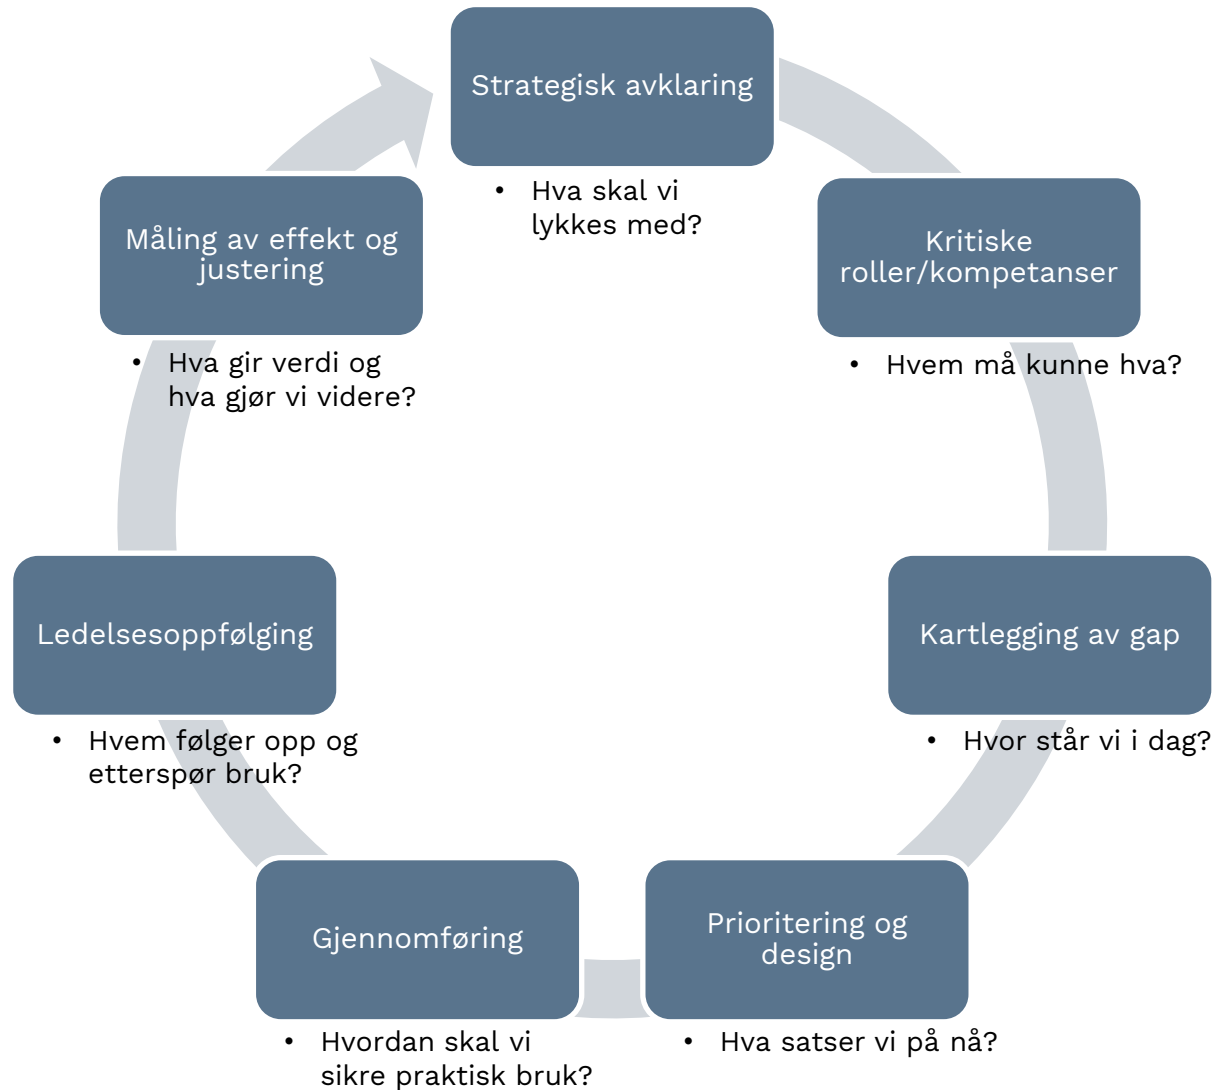 Strategisk avklaring
• Hva skal vi
lykkes med?
Kritiske
roller/kompetanser
• Hvem må kunne hva?
Kartlegging av gap
• Hvor står vi i dag?
Prioritering og
design
• Hva satser vi på nå?
Gjennomføring
• Hvordan skal vi
sikre praktisk bruk?
Ledelsesoppfølging
• Hvem følger opp og
etterspør bruk?
Måling av effekt og
justering
• Hva gir verdi og
hva gjør vi videre?